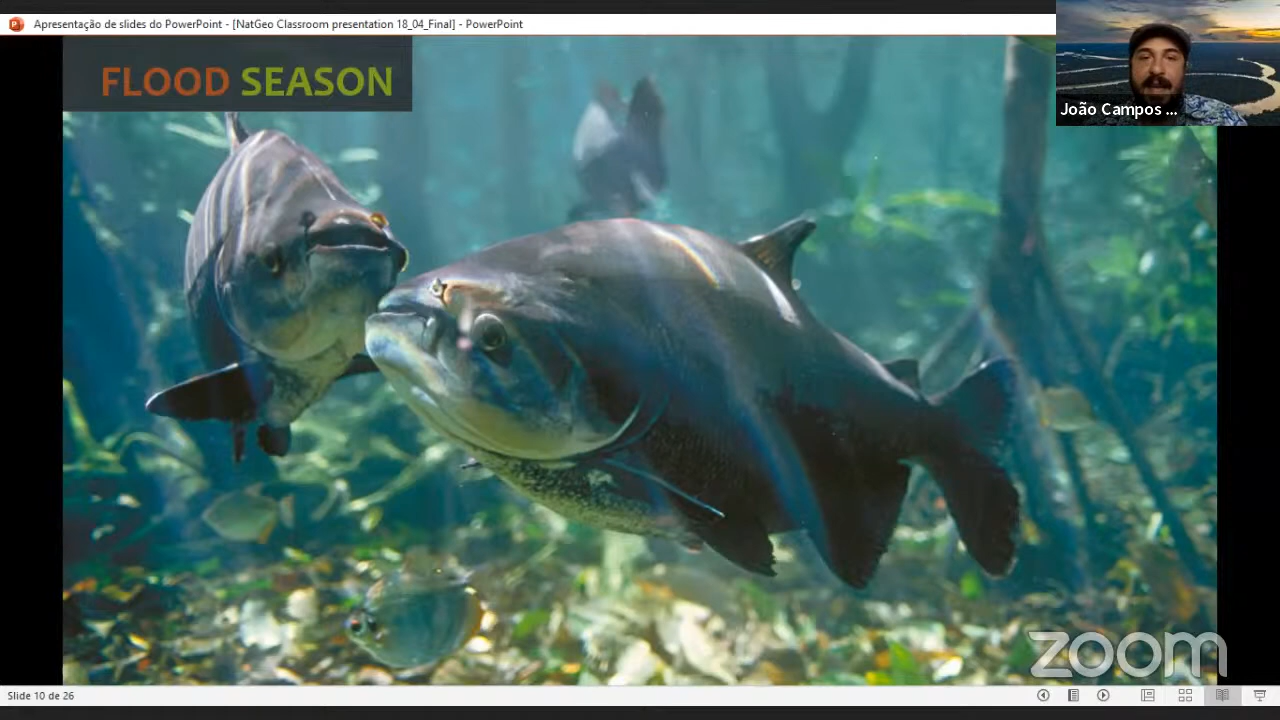 Apresentação de slides do PowerPoint - [NatGeo Classroom presentation 18_04_Final] - PowerPoint
FLOOD SEASON
João Campos ...
zoom
Slide 10 de 26